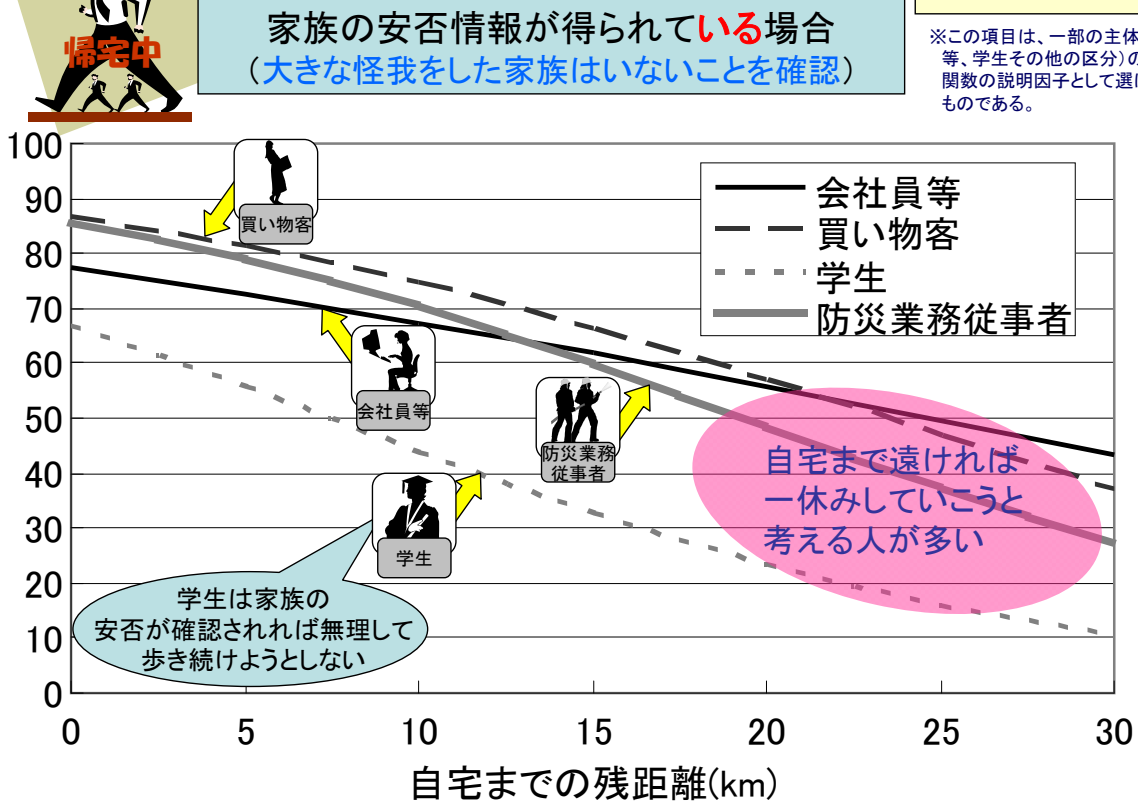 帰宅中
家族の安否情報が得られている場合
(大きな怪我をした家族はいないことを確認)
※この項目は、一部の主体
等、学生その他の区分)の
関数の説明因子として選
ものである。
100
90
80
70
60
50
40
30
20
10
0
会社員等
買い物客
学生
防災業務従事者
買い物客
会社員等
防災業務
従事者
学生
自宅まで遠ければ
一休みしていこうと
考える人が多い
学生は家族の
安否が確認されれば無理して
歩き続けようとしない
0 5 10 15 20 25 30
自宅までの残距離(km)